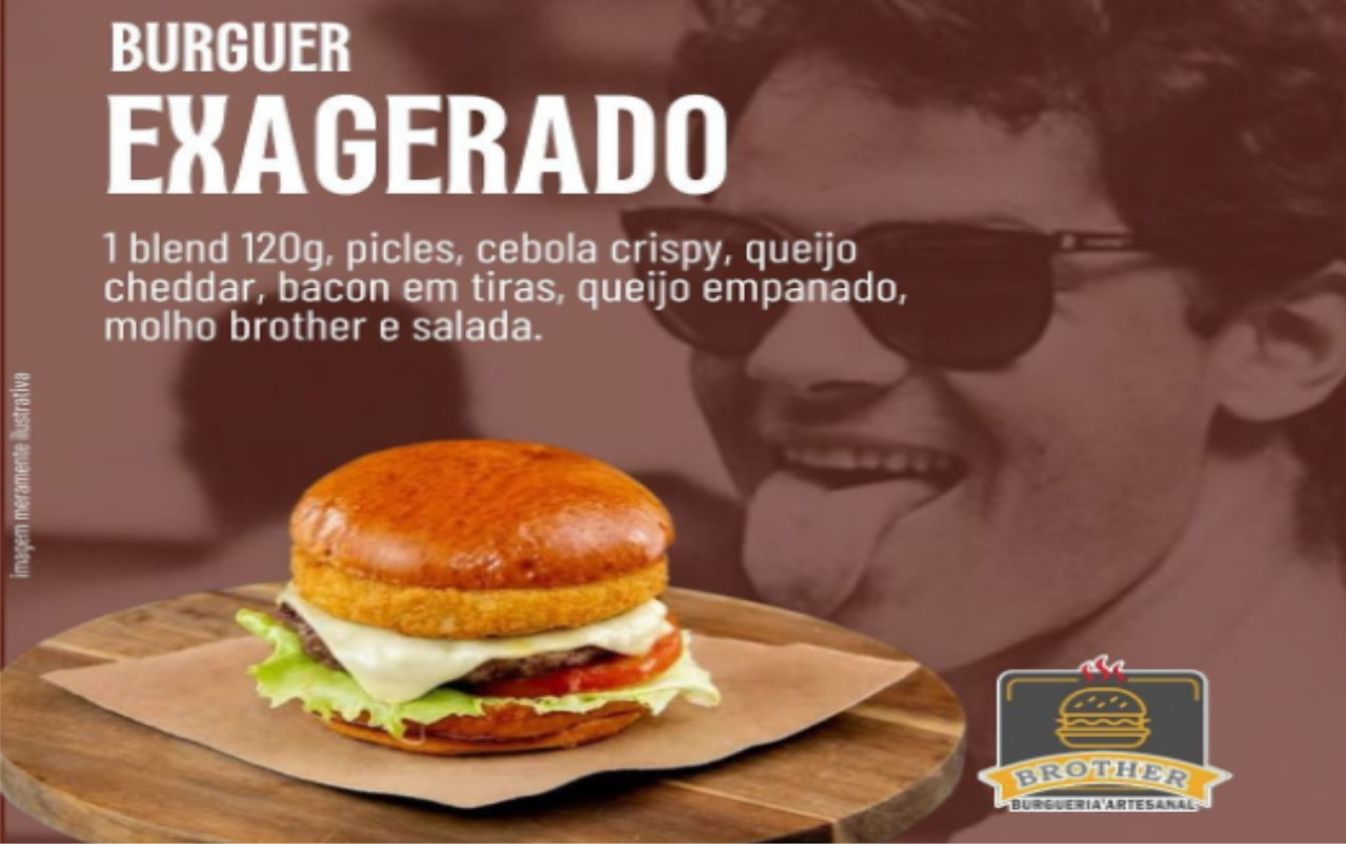 BURGUER
EXAGERADO
1 blend 120g, picles, cebola crispy, queijo
cheddar, bacon em tiras, queijo empanado,
molho brother e salada.
imagem meramente ilustrativa
BROTHER
BURGUERIA ARTESANAL